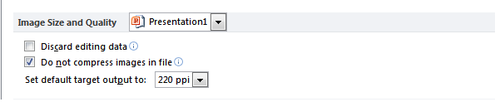 Image Size and Quality Presentation1
Discard editing data
Do not compress images in file
Set default target output to: 220 ppi